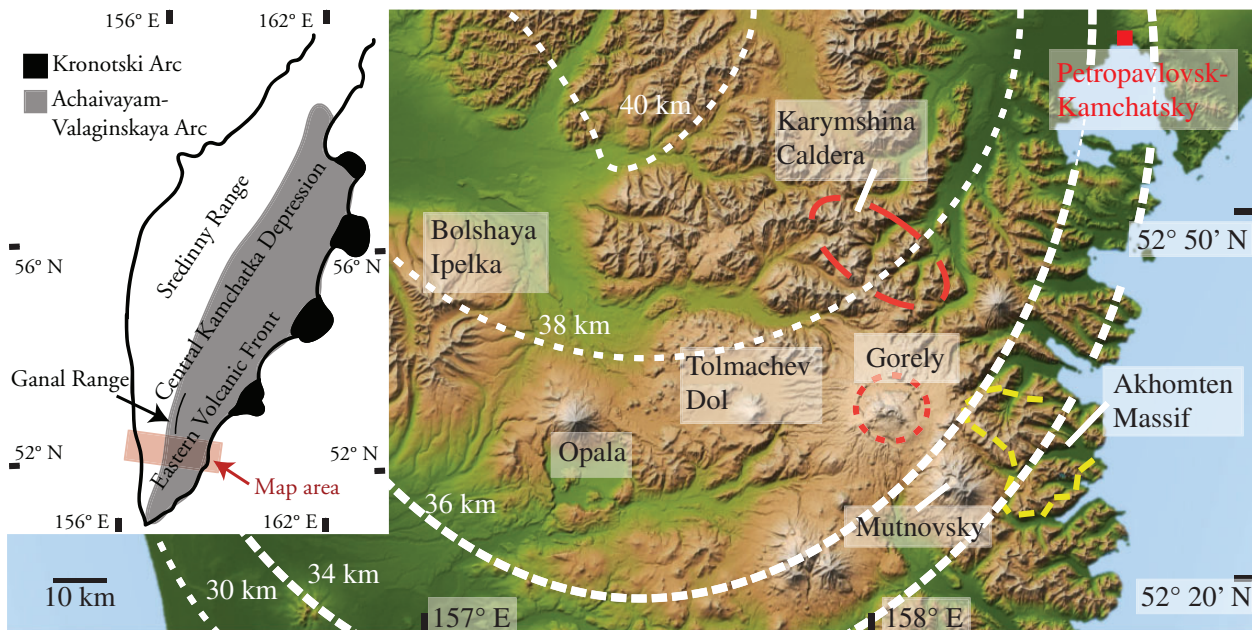 156° E
162° E
Kronotski Arc
Achaivayam-
Valaginskaya Arc
Sredinny Range
Central Kamchatka Depression
Eastern Volcanic Front
56° N
56° N
Ganal Range
52° N
52° N
Map area
156° E
162° E
40 km
Karymshina
Caldera
Petropavlovsk-
Kamchatsky
Bolshaya
Ipelka
52° 50' N
38 km
Tolmachev
Dol
Gorely
Akhomten
Massif
Opala
36 km
Mutnovsky
34 km
30 km
10 km
157° E
158° E
52° 20' N